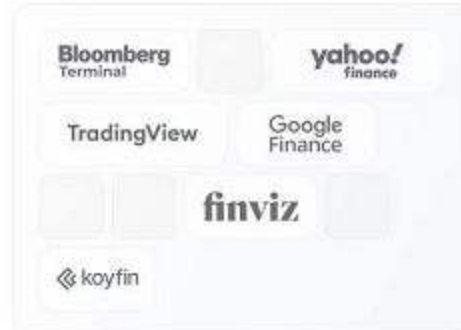 Bloomberg
Terminal
yahoo!
finance
TradingView
Google
Finance
finviz
koyfin